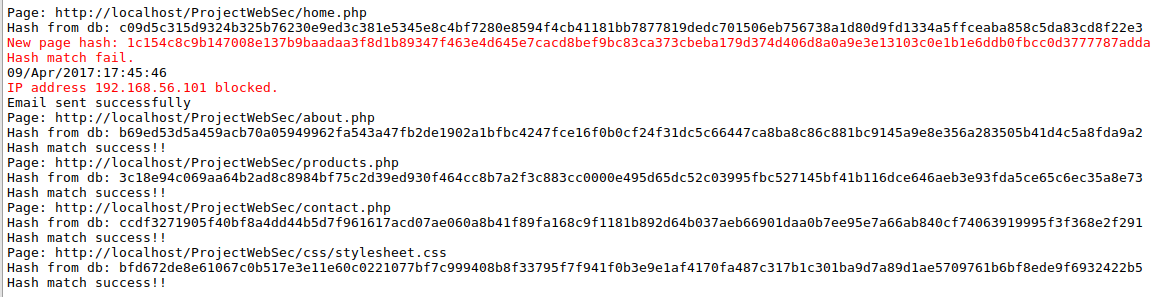 Page: http://localhost/ProjectWebSec/home.php
Hash from db: c09d5c315d9324b325b76230e9ed3c381e5345e8c4bf7280e8594f4cb41181bb7877819dedc701506eb756738a1d80d9fd1334a5ffceaba858c5da83cd8f22e3
New page hash: 1c154c8c9b147008e137b9baadaa3f8d1b89347f463e4d645e7cacd8bef9bc83ca373cbeba179d374d406d8a0a9e3e13103c0e1b1e6ddb0fbcc0d3777787adda
Hash match fail.
09/Apr/2017:17:45:46
IP address 192.168.56.101 blocked.
Email sent successfully
Page: http://localhost/ProjectWebSec/about.php
Hash from db: b69ed53d5a459acb70a05949962fa543a47fb2de1902a1bfbc4247fce16f0b0cf24f31dc5c66447ca8ba8c86c881bc9145a9e8e356a283505b41d4c5a8fda9a2
Hash match success!!
Page: http://localhost/ProjectWebSec/products.php
Hash from db: 3c18e94c069aa64b2ad8c8984bf75c2d39ed930f464cc8b7a2f3c883cc0000e495d65dc52c03995fbc527145bf41b116dce646aeb3e93fda5ce65c6ec35a8e73
Hash match success!!
Page: http://localhost/ProjectWebSec/contact.php
Hash from db: ccdf3271905f40bf8a4dd44b5d7f961617acd07ae060a8b41f89fa168c9f1181b892d64b037aeb66901daa0b7ee95e7a66ab840cf74063919995f3f368e2f291
Hash match success!!
Page: http://localhost/ProjectWebSec/css/stylesheet.css
Hash from db: bfd672de8e61067c0b517e3e11e60c0221077bf7c999408b8f33795f7f941f0b3e9e1af4170fa487c317b1c301ba9d7a89d1ae5709761b6bf8ede9f6932422b5
Hash match success!!